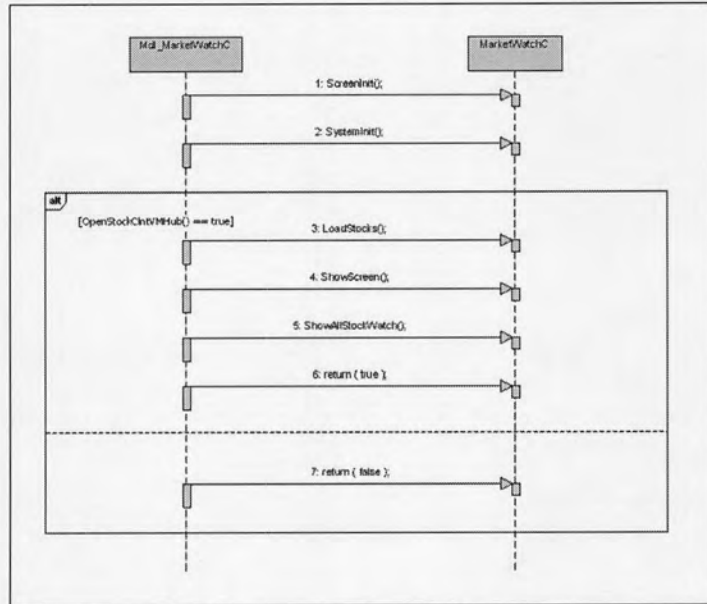 MarketWatchC
1: ScreenInit();
2: SystemInit();
alt
[OpenStockClntVMHub() == true]
3: LoadStocks();
4: ShowScreen();
5: ShowAllStockWatch();
6: return ( true );
7: return ( false );